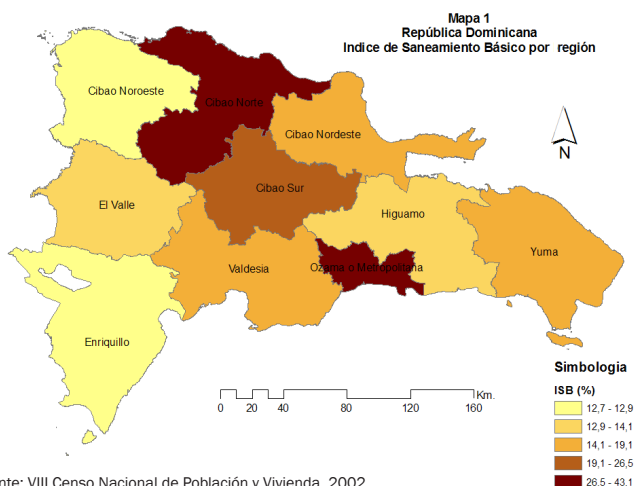 Mapa 1
República Dominicana
Indice de Saneamiento Básico por región
Cibao Noroeste
Cibao Norte
Cibao Nordeste
N
Cibao Sur
El Valle
Higuamo
Yuma
Valdesia
Ozama o Metropolitana
Enriquillo
Simbologia
ISB (%)
12,7 - 12,9
12,9 - 14,1
14,1 - 19,1
19,1 - 26,5
26,5 - 43,1
Km.
0 20 40 80 120 160
nte: VIII Censo Nacional de Población y Vivienda, 2002